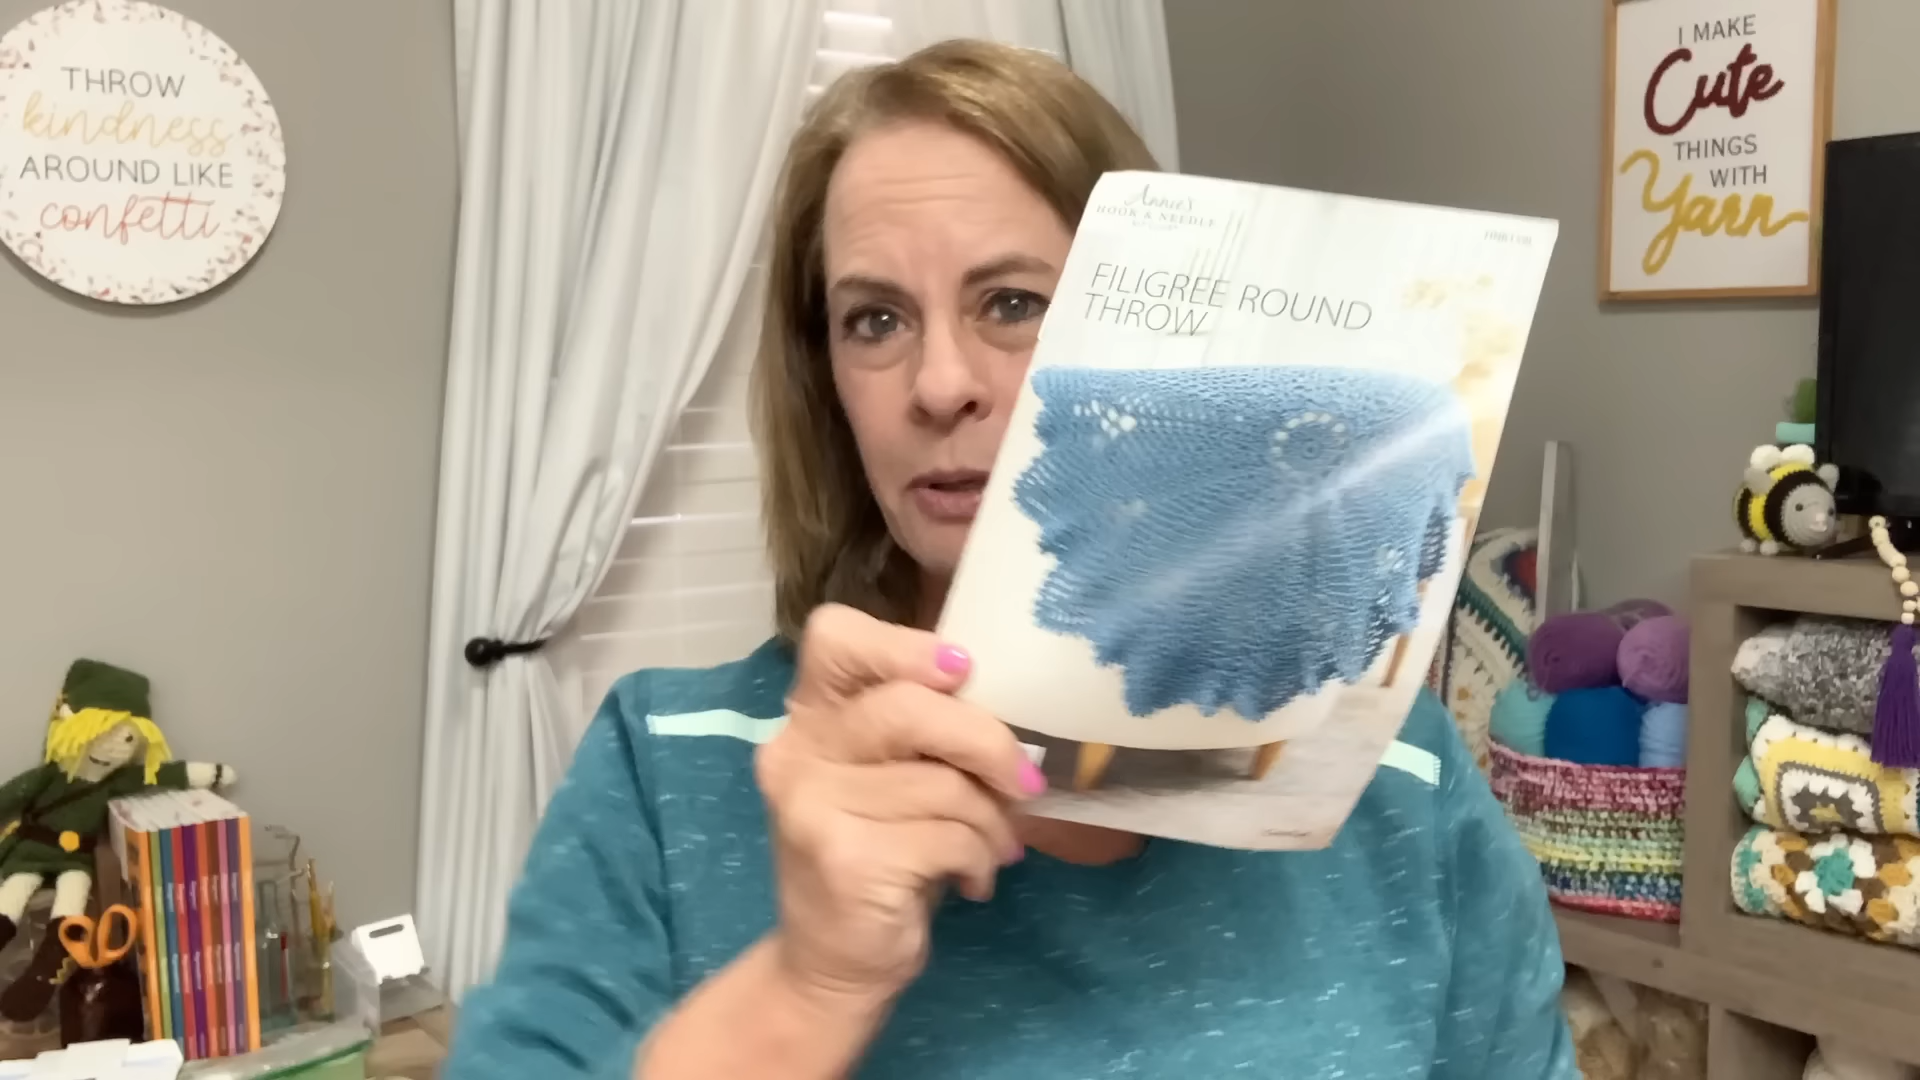 THROW
kindness
AROUND LIKE
confetti
Annie's
HOOK & NEEDLE
FILIGREE ROUND
THROW
I MAKE
Cute
THINGS
WITH
Yarn